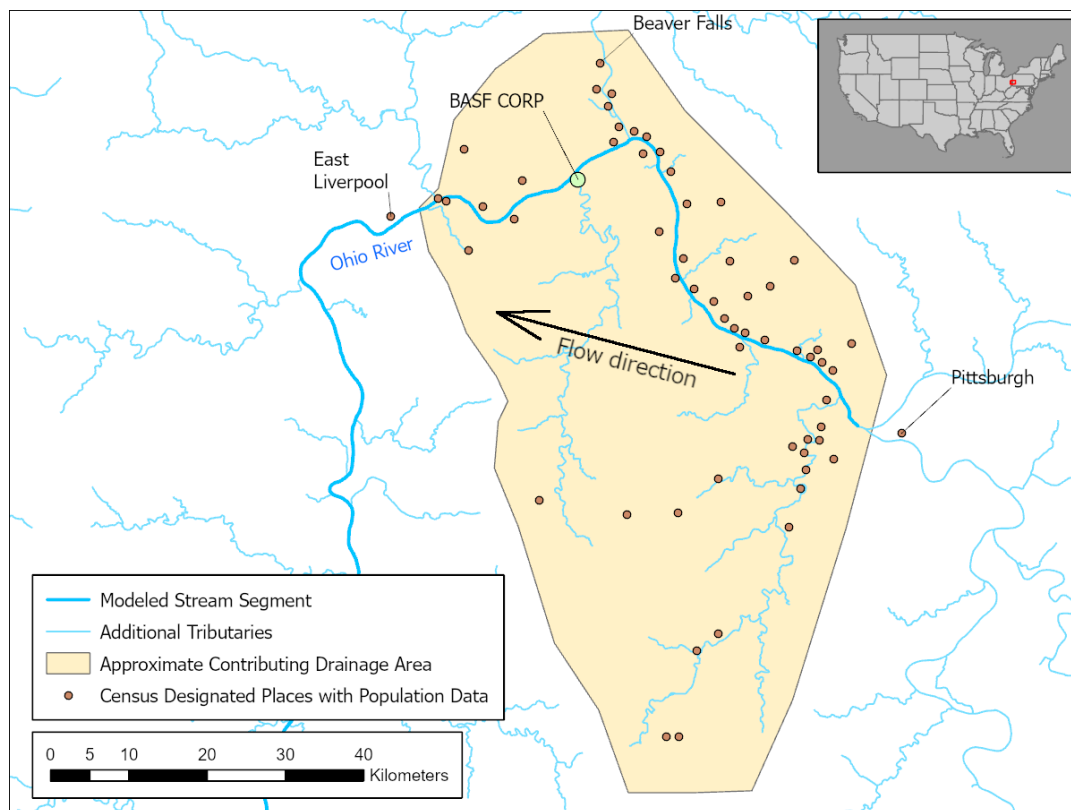 Beaver Falls
BASF CORP
East
Liverpool
Ohio River
Flow direction
Pittsburgh
Modeled Stream Segment
Additional Tributaries
Approximate Contributing Drainage Area
Census Designated Places with Population Data
0 5 10 20 30 40
Kilometers